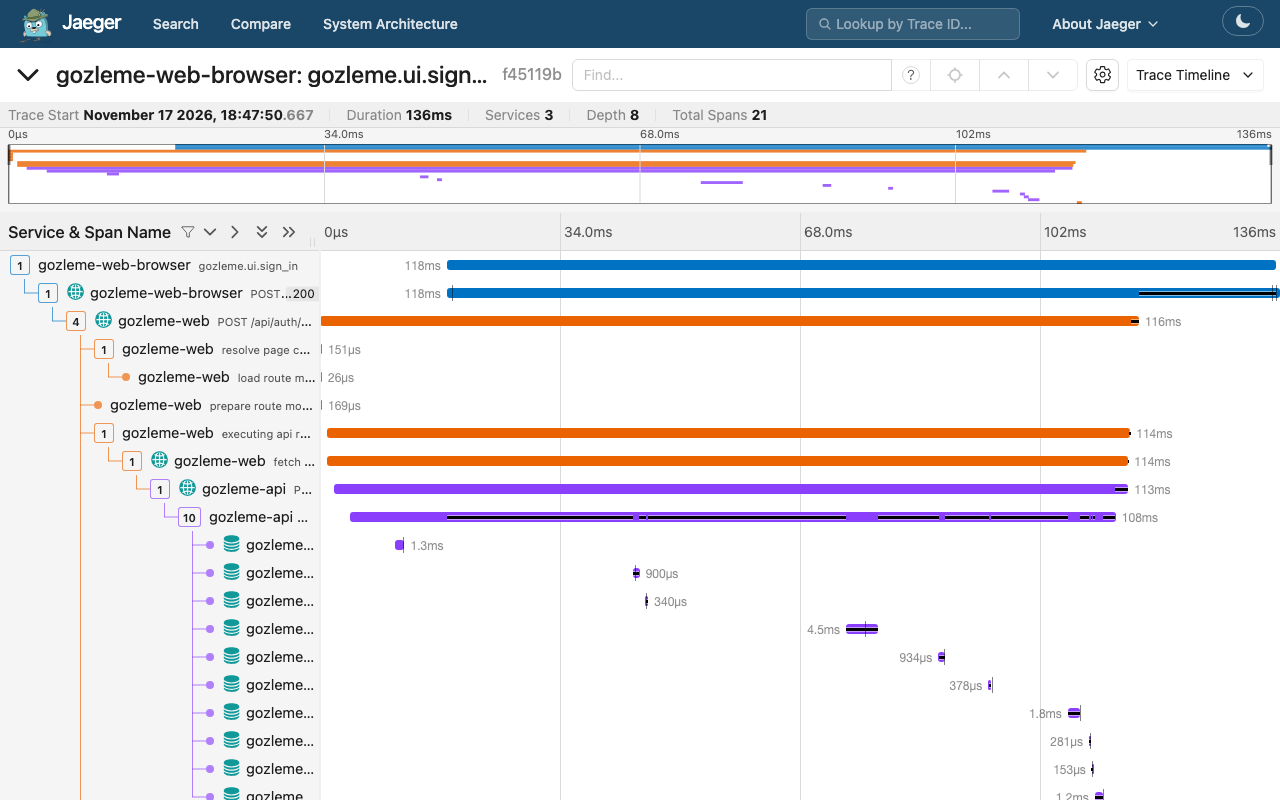 Jaeger Search Compare System Architecture Lookup by Trace ID... About Jaeger
gozleme-web-browser: gozleme.ui.sign... f45119b Find... ? Trace Timeline
Trace Start November 17 2026, 18:47:50.667 Duration 136ms Services 3 Depth 8 Total Spans 21
0μs 34.0ms 68.0ms 102ms 136ms
Service & Span Name 0μs 34.0ms 68.0ms 102ms 136ms
1 gozleme-web-browser gozleme.ui.sign_in 118ms
1 gozleme-web-browser POST...200 118ms
4 gozleme-web POST /api/auth/... 116ms
1 gozleme-web resolve page c... 151μs
gozleme-web load route m... 26μs
gozleme-web prepare route mo... 169μs
1 gozleme-web executing api r... 114ms
1 gozleme-web fetch ... 114ms
1 gozleme-api P... 113ms
10 gozleme-api ... 108ms
gozleme... 1.3ms
gozleme... 900μs
gozleme... 340μs
gozleme... 4.5ms
gozleme... 934μs
gozleme... 378μs
gozleme... 1.8ms
gozleme... 281μs
gozleme... 153μs
gozleme... 1.2ms